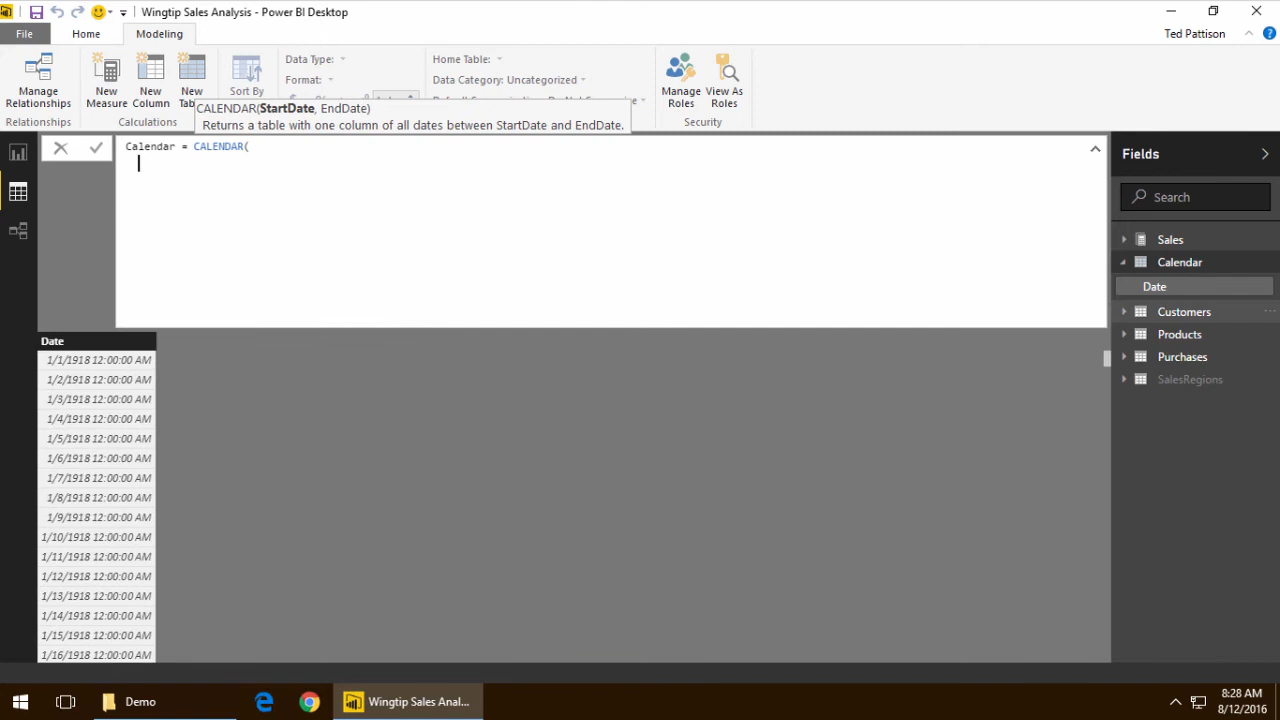 Wingtip Sales Analysis - Power BI Desktop
File
Home
Modeling
Ted Pattison
Manage Relationships
New Measure
New Column
New
Sort By
Data Type:
Format:
Home Table:
Data Category: Uncategorized
Manage Roles
View As Roles
Relationships
Calculations
Security
CALENDAR(StartDate, EndDate)
Returns a table with one column of all dates between StartDate and EndDate.
Calendar = CALENDAR(
Fields
Search
Sales
Calendar
Date
Customers
Products
Purchases
SalesRegions
Date
1/1/1918 12:00:00 AM
1/2/1918 12:00:00 AM
1/3/1918 12:00:00 AM
1/4/1918 12:00:00 AM
1/5/1918 12:00:00 AM
1/6/1918 12:00:00 AM
1/7/1918 12:00:00 AM
1/8/1918 12:00:00 AM
1/9/1918 12:00:00 AM
1/10/1918 12:00:00 AM
1/11/1918 12:00:00 AM
1/12/1918 12:00:00 AM
1/13/1918 12:00:00 AM
1/14/1918 12:00:00 AM
1/15/1918 12:00:00 AM
1/16/1918 12:00:00 AM
Demo
Wingtip Sales Anal...
8:28 AM
8/12/2016